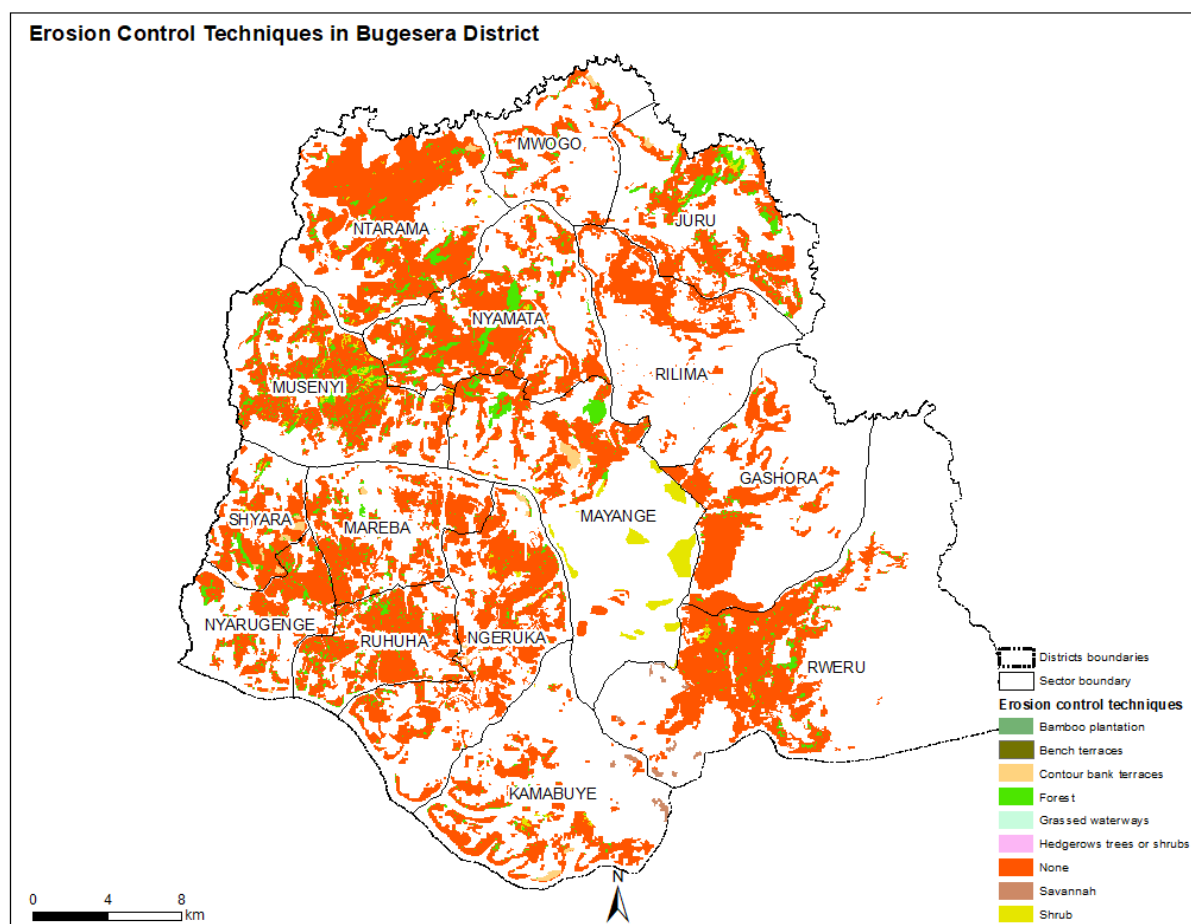 Erosion Control Techniques in Bugesera District
MWOGO
JURU
NTARAMA
NYAMATA
RILIMA
MUSENYI
GASHORA
MAYANGE
SHYARA
MAREBA
NYARUGENGE
RUHUHA
NGERUKA
RWERU
KAMABUYE
Districts boundaries
Sector boundary
Erosion control techniques
Bamboo plantation
Bench terraces
Contour bank terraces
Forest
Grassed waterways
Hedgerows trees or shrubs
None
Savannah
Shrub
N
0 4 8
km